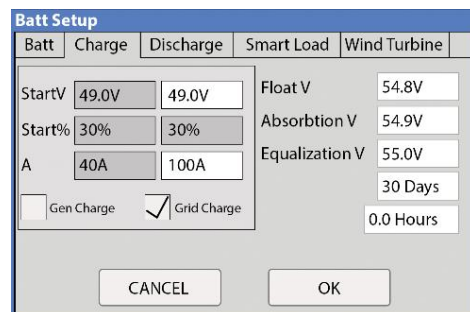 Batt Setup
Batt Charge Discharge Smart Load Wind Turbine
StartV 49.0V 49.0V
Start% 30% 30%
A 40A 100A
Gen Charge Grid Charge
Float V 54.8V
Absorbtion V 54.9V
Equalization V 55.0V
30 Days
0.0 Hours
CANCEL OK